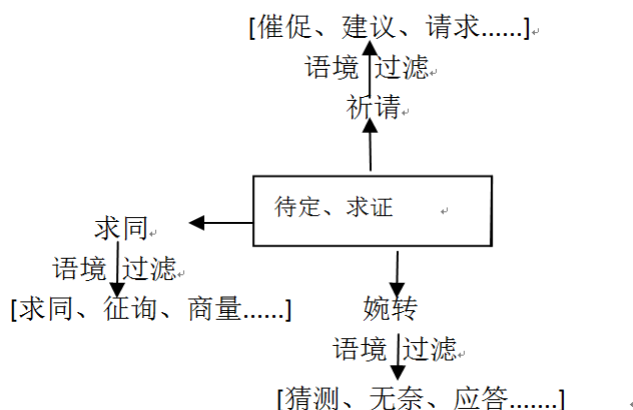 [催促、建议、请求......]
语境 过滤
祈请
待定、求证
求同
语境 过滤
[求同、征询、商量......]
婉转
语境 过滤
[猜测、无奈、应答.......]